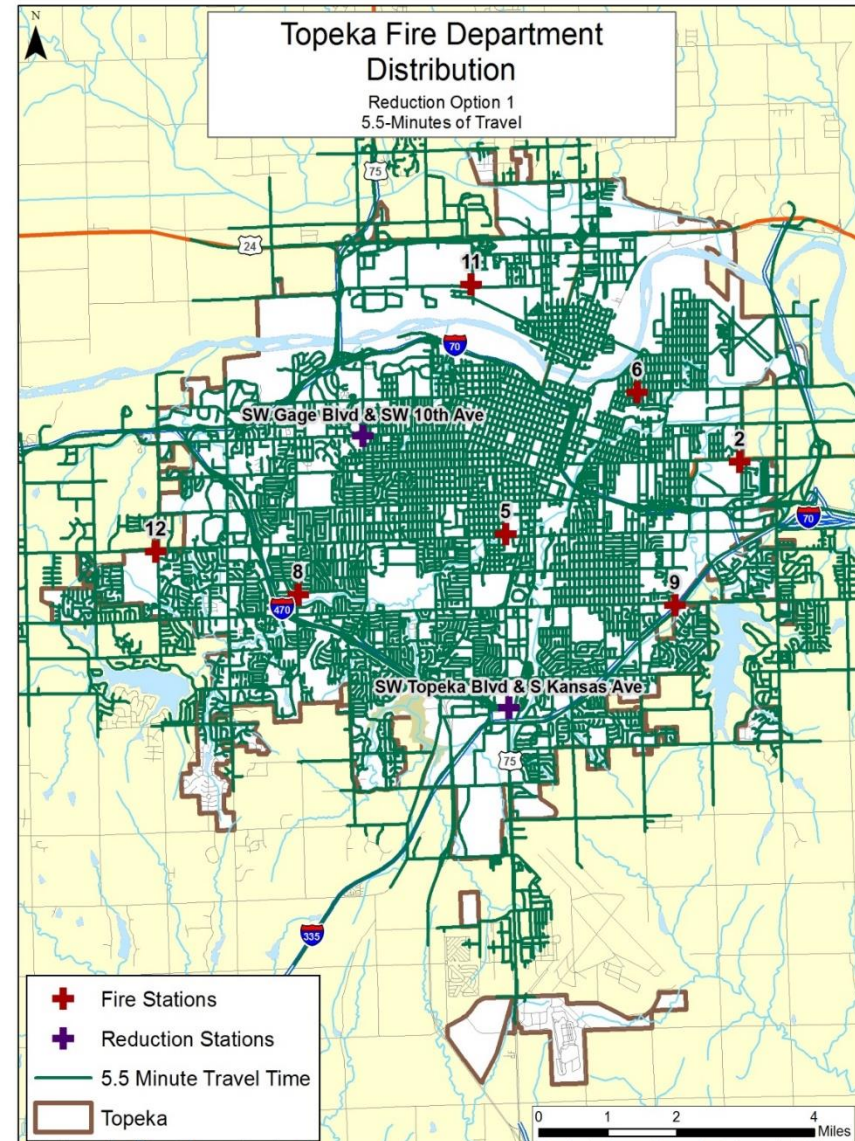 N
Topeka Fire Department
Distribution
Reduction Option 1
5.5-Minutes of Travel
75
24
11
70
6
SW Gage Blvd & SW 10th Ave
2
70
5
12
8
9
470
SW Topeka Blvd & S Kansas Ave
75
335
Fire Stations
Reduction Stations
5.5 Minute Travel Time
Topeka
0 1 2 4
Miles